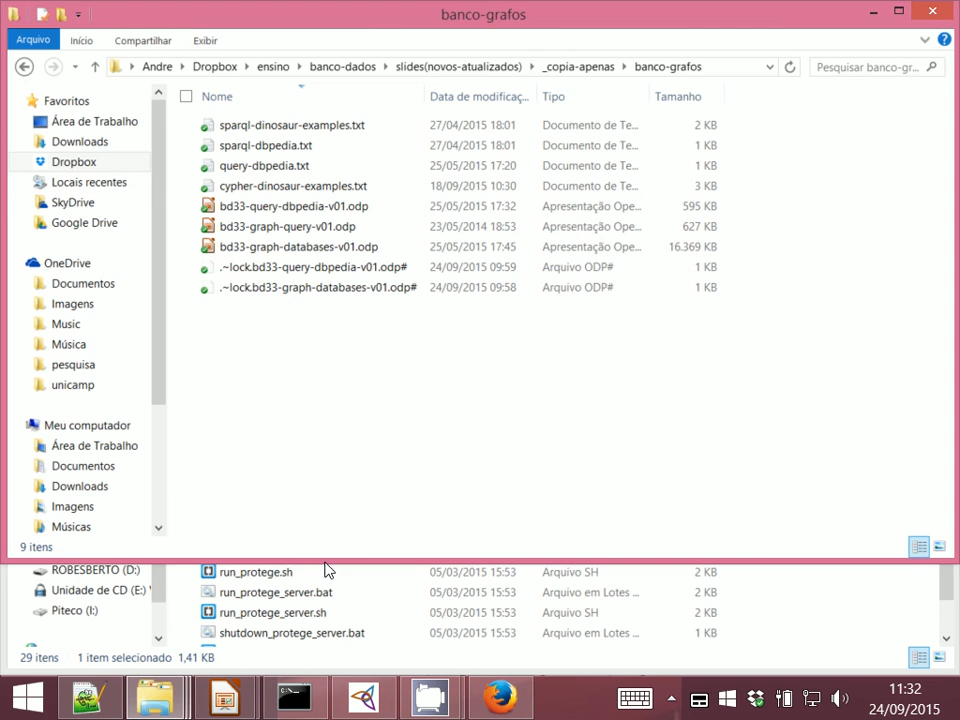 banco-grafos
Arquivo Início Compartilhar Exibir
Andre Dropbox ensino banco-dados slides(novos-atualizados) _copia-apenas banco-grafos Pesquisar banco-gr...
Nome Data de modificaç... Tipo Tamanho
Favoritos
Área de Trabalho
Downloads
Dropbox
Locais recentes
SkyDrive
Google Drive
OneDrive
Documentos
Imagens
Music
Música
pesquisa
unicamp
Meu computador
Área de Trabalho
Documentos
Downloads
Imagens
Músicas
sparql-dinosaur-examples.txt 27/04/2015 18:01 Documento de Te... 2 KB
sparql-dbpedia.txt 27/04/2015 18:01 Documento de Te... 1 KB
query-dbpedia.txt 25/05/2015 17:20 Documento de Te... 1 KB
cypher-dinosaur-examples.txt 18/09/2015 10:30 Documento de Te... 3 KB
bd33-query-dbpedia-v01.odp 25/05/2015 17:32 Apresentação Ope... 595 KB
bd33-graph-query-v01.odp 23/05/2014 18:53 Apresentação Ope... 627 KB
bd33-graph-databases-v01.odp 25/05/2015 17:45 Apresentação Ope... 16.369 KB
.~lock.bd33-query-dbpedia-v01.odp# 24/09/2015 09:59 Arquivo ODP# 1 KB
.~lock.bd33-graph-databases-v01.odp# 24/09/2015 09:58 Arquivo ODP# 1 KB
9 itens
ROBESBERTO (D:)
Unidade de CD (E:)
Piteco (I:)
run_protege.sh 05/03/2015 15:53 Arquivo SH 2 KB
run_protege_server.bat 05/03/2015 15:53 Arquivo em Lotes ... 2 KB
run_protege_server.sh 05/03/2015 15:53 Arquivo SH 2 KB
shutdown_protege_server.bat 05/03/2015 15:53 Arquivo em Lotes ... 1 KB
29 itens 1 item selecionado 1,41 KB
11:32
24/09/2015